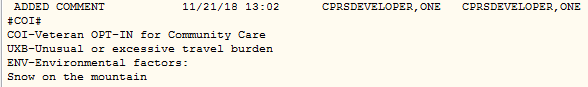 ADDED COMMENT 11/21/18 13:02 CPRSDEVELOPER,ONE CPRSDEVELOPER,ONE
#COI#
COI-Veteran OPT-IN for Community Care
UXB-Unusual or excessive travel burden
ENV-Environmental factors:
Snow on the mountain